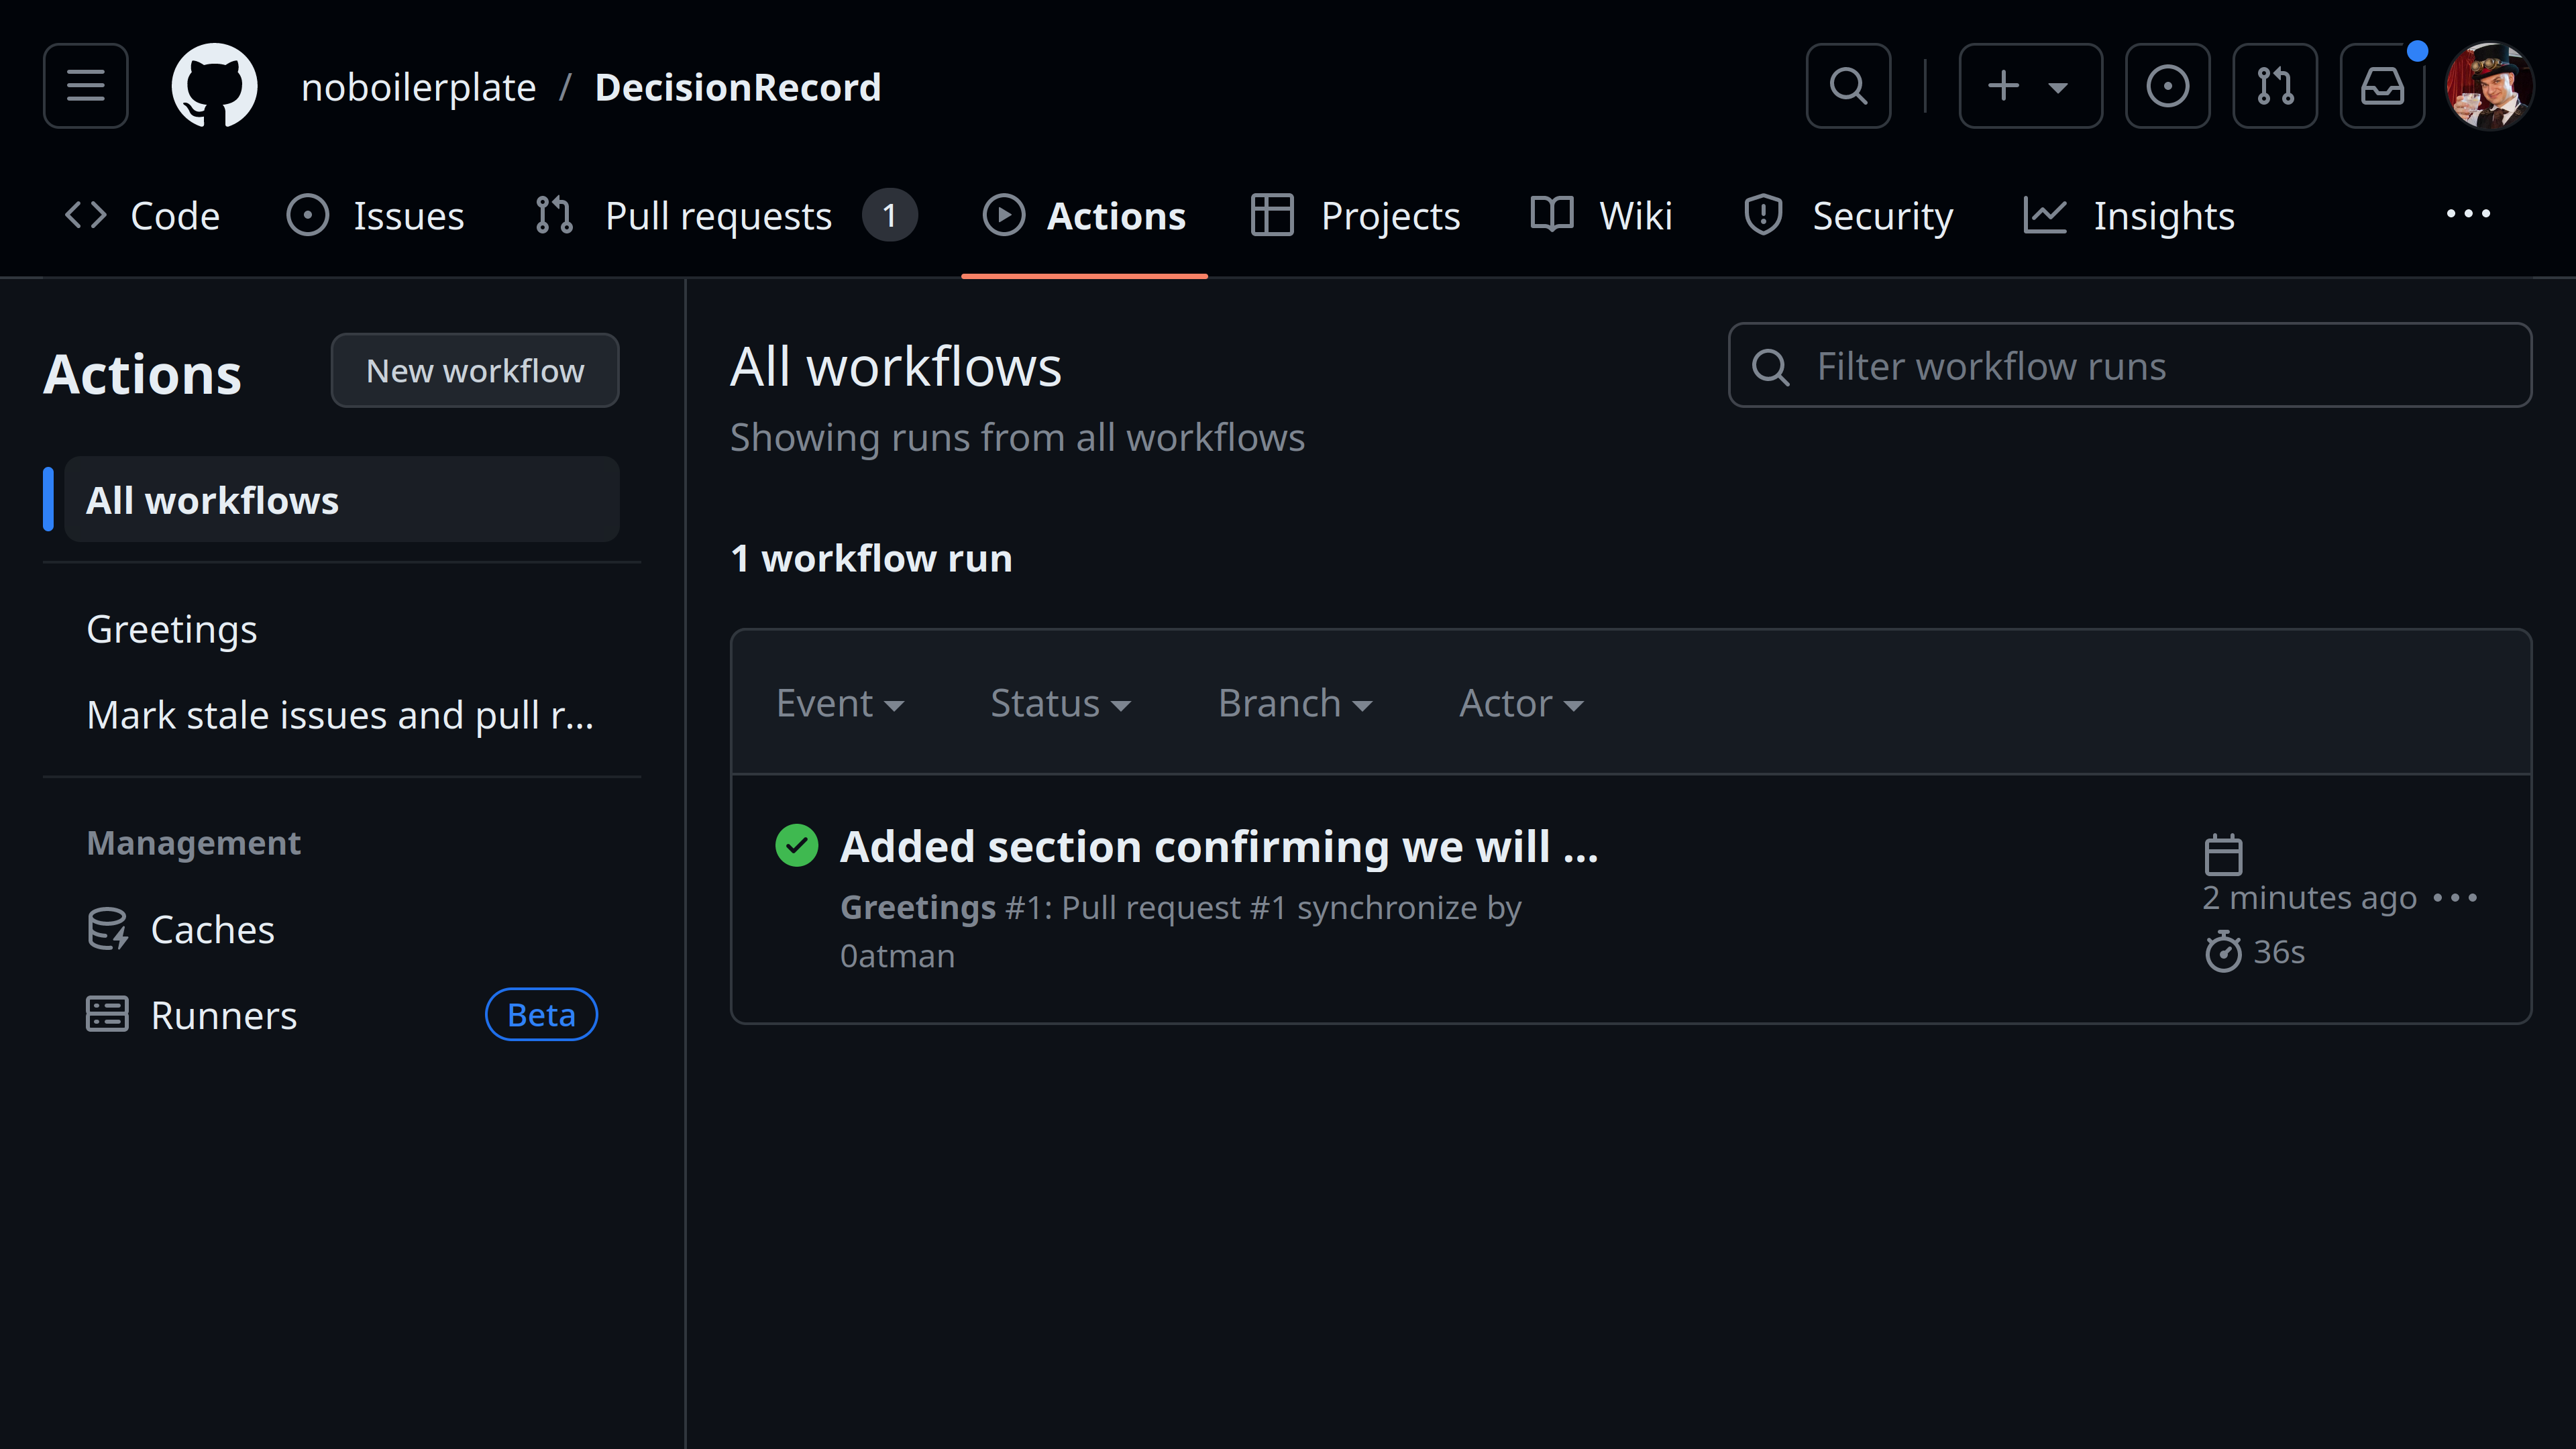 noboilerplate / DecisionRecord
Code Issues Pull requests 1 Actions Projects Wiki Security Insights
Actions
New workflow
All workflows
Greetings
Mark stale issues and pull r...
Management
Caches
Runners Beta
All workflows
Showing runs from all workflows
Filter workflow runs
1 workflow run
Event Status Branch Actor
Added section confirming we will ...
Greetings #1: Pull request #1 synchronize by
0atman
2 minutes ago
36s